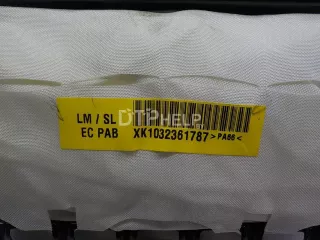 LM / SL
EC PAB XK1032361787 >PA66<
DTPHELP